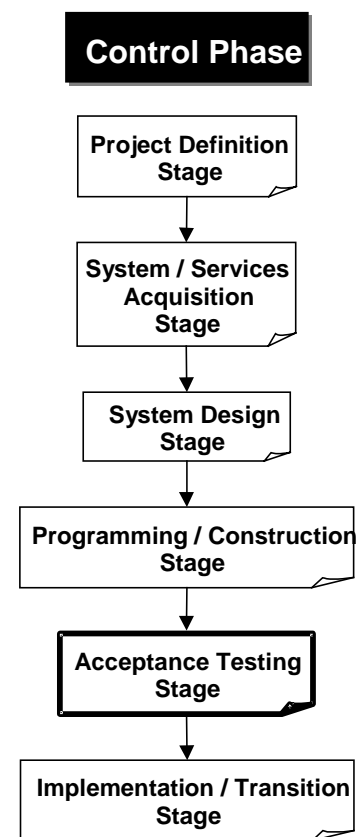 Control Phase
Project Definition
Stage
System / Services
Acquisition
Stage
System Design
Stage
Programming / Construction
Stage
Acceptance Testing
Stage
Implementation / Transition
Stage